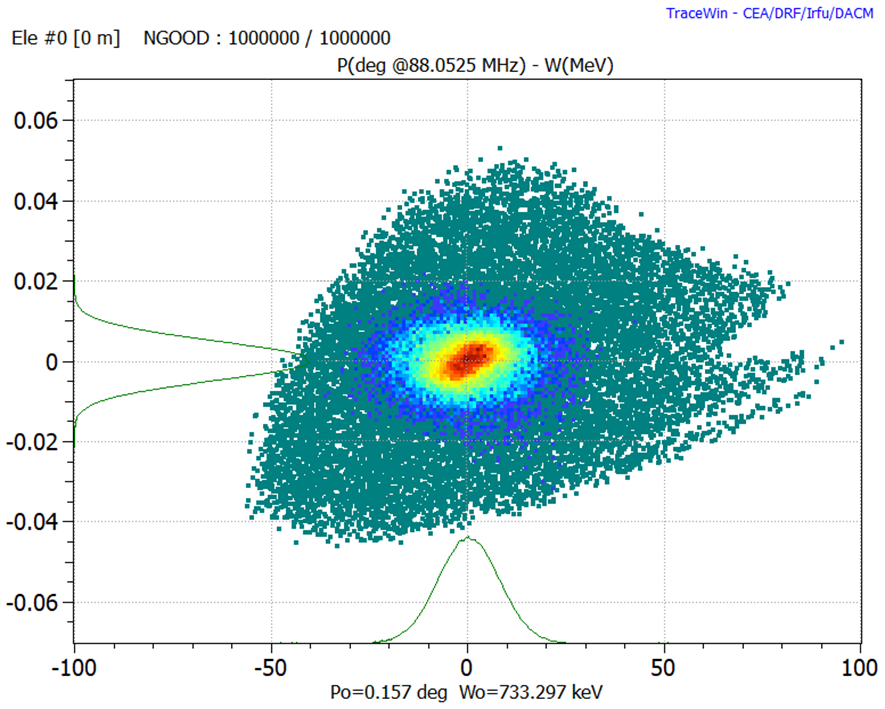 TraceWin - CEA/DRF/Irfu/DACM
Ele #0 [0 m] NGOOD : 1000000 / 1000000
P(deg @88.0525 MHz) - W(MeV)
0.06
0.04
0.02
0
-0.02
-0.04
-0.06
-100 -50 0 50 100
Po=0.157 deg Wo=733.297 keV